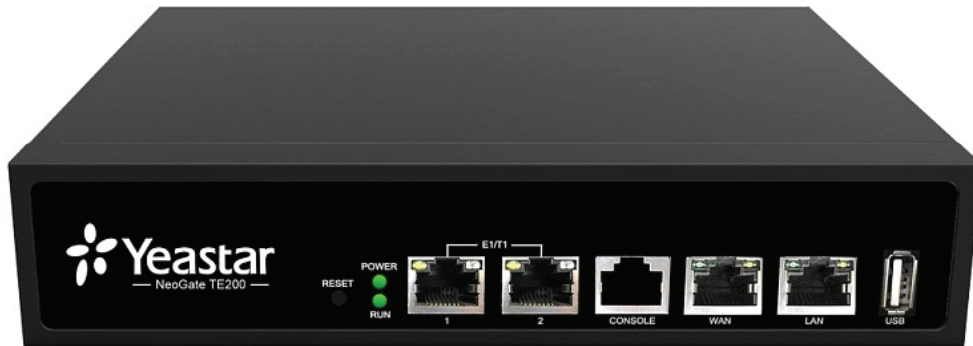 Yeastar
NeoGate TE200
RESET
POWER
RUN
E1/T1
1
2
CONSOLE
WAN
LAN
USB